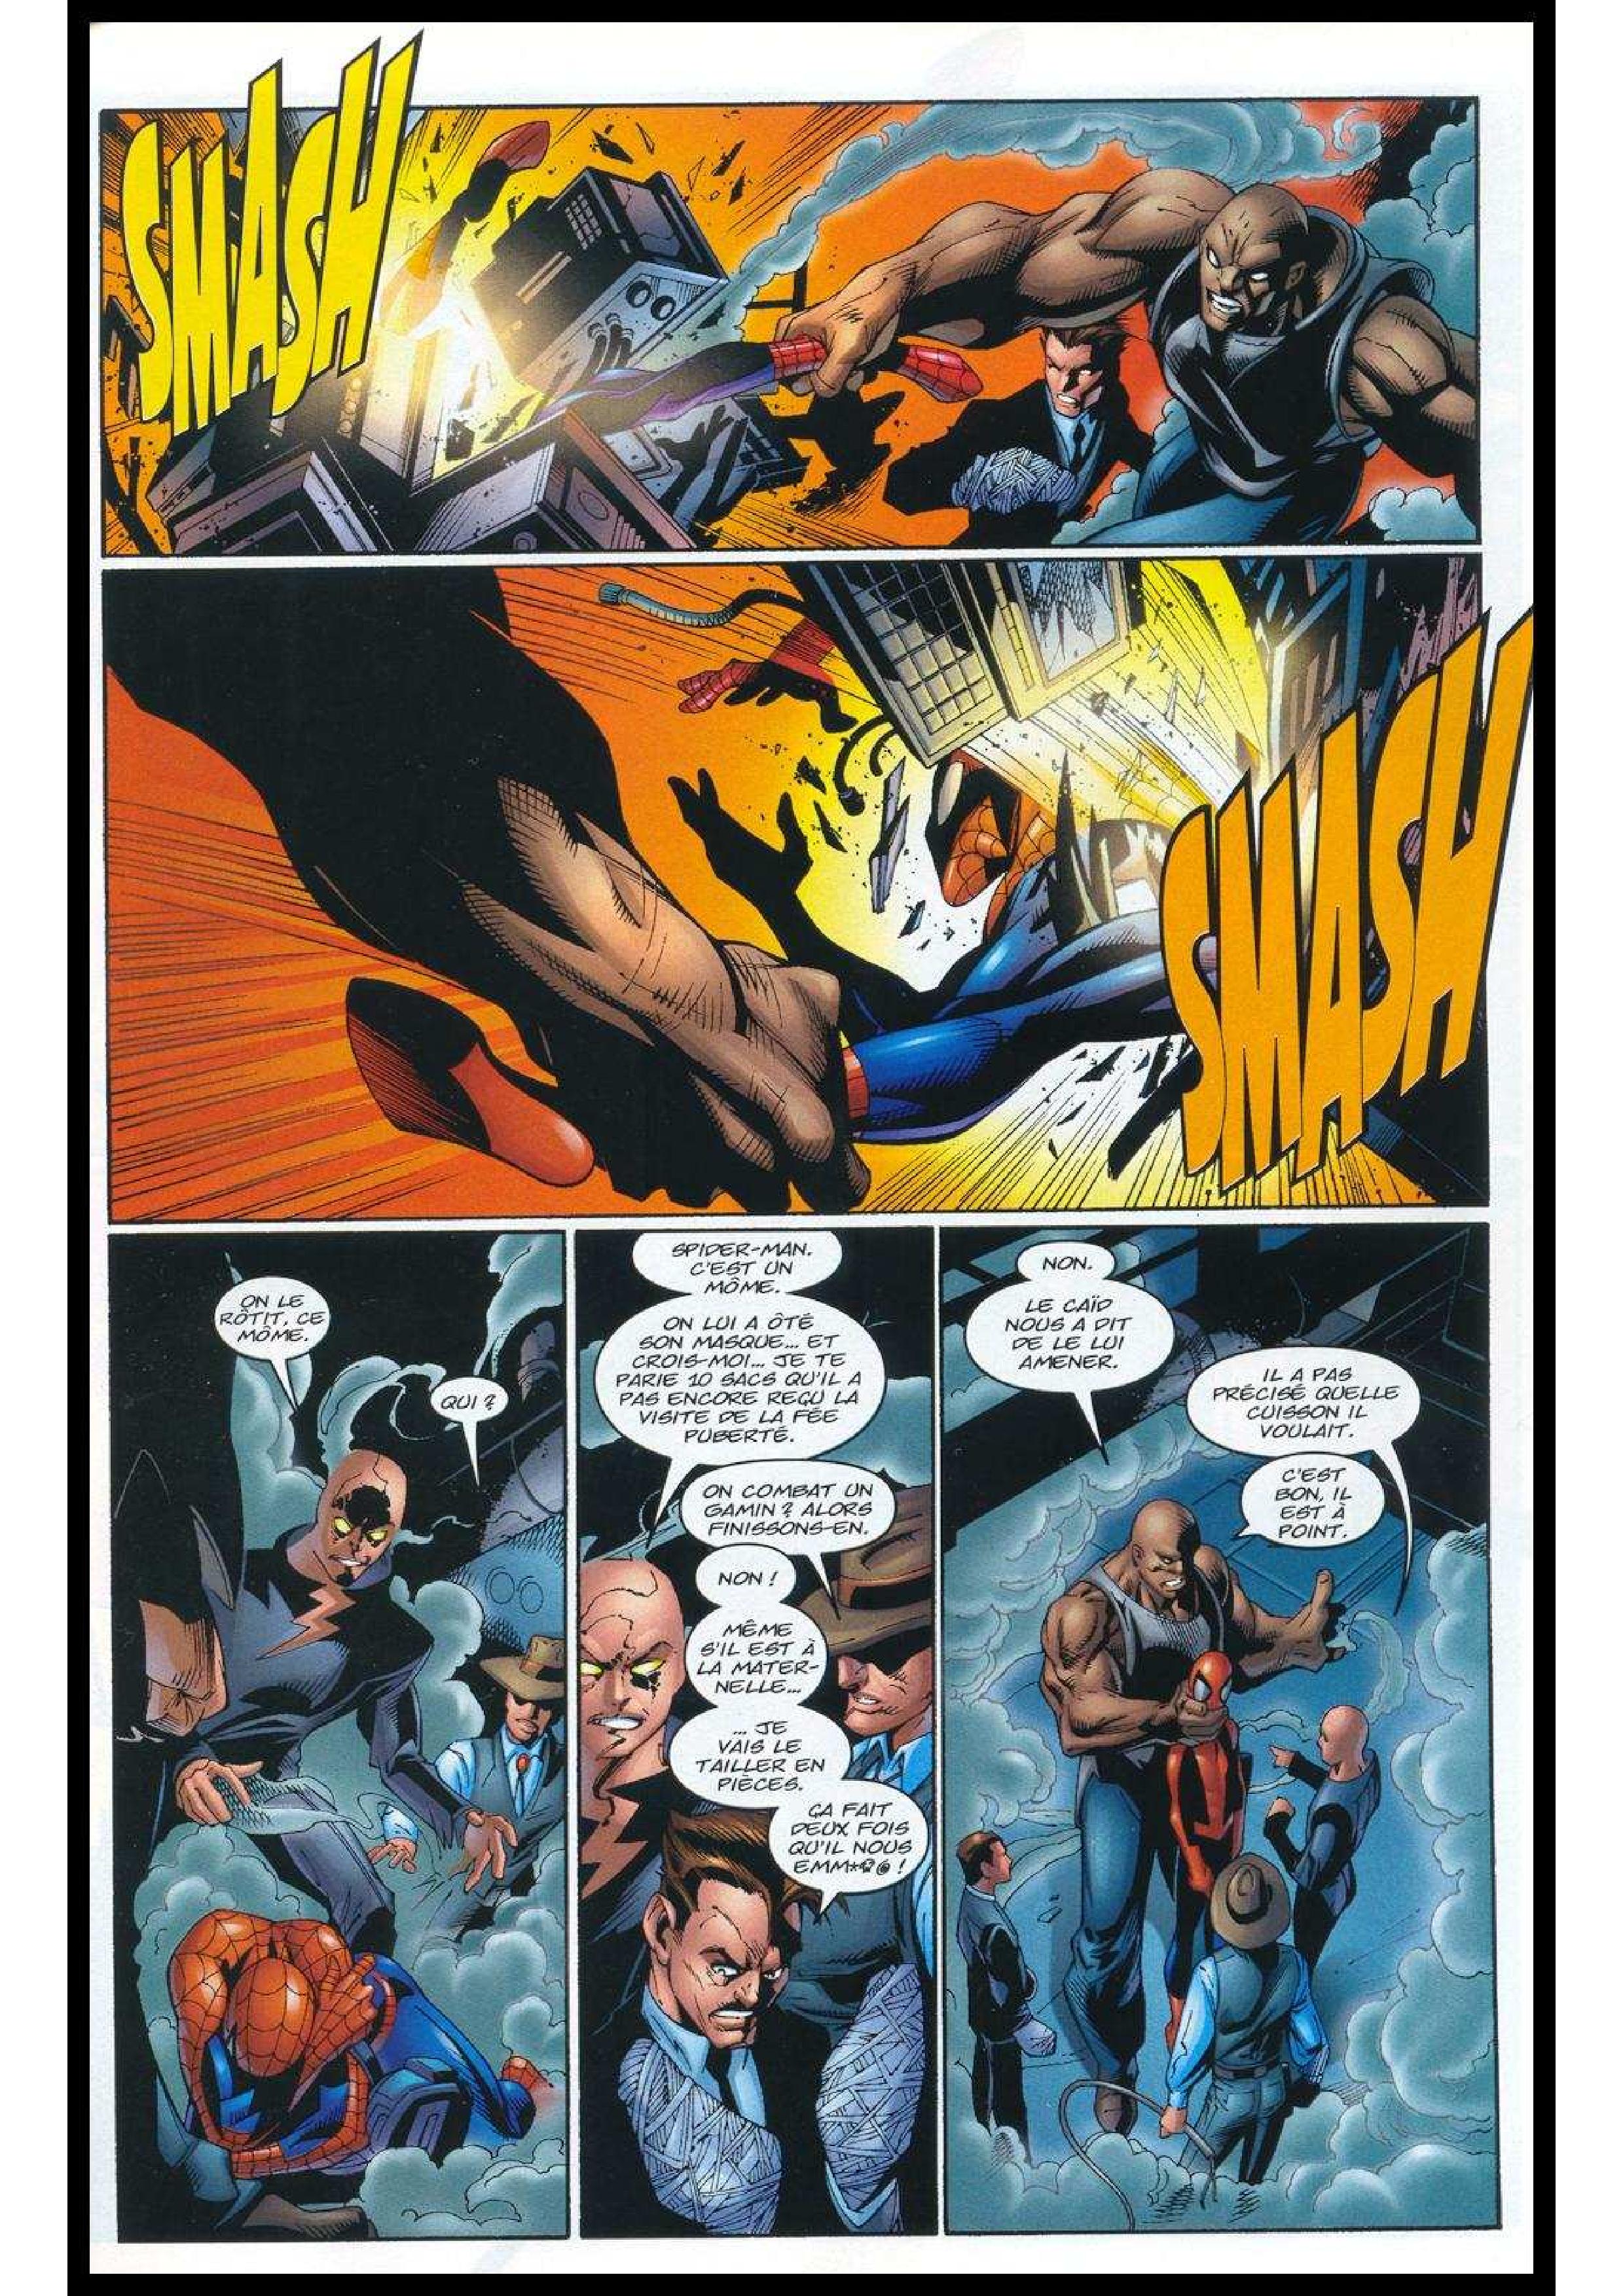 SMASH
SMASH
ON LE
RÔTIT, CE
MÔME.
QUI ?
SPIDER-MAN.
C'EST UN
MÔME.
ON LUI A ÔTÉ
SON MASQUE... ET
CROIS-MOI... JE TE
PARIE 10 SACS QU'IL A
PAS ENCORE REÇU LA
VISITE DE LA FÉE
PUBERTÉ.
ON COMBAT UN
GAMIN ? ALORS
FINISSONS-EN.
NON !
MÊME
S'IL EST À
LA MATER-
NELLE...
... JE
VAIS LE
TAILLER EN
PIÈCES.
ÇA FAIT
DEUX FOIS
QU'IL NOUS
EMM*#@ !
NON.
LE CAÏD
NOUS A DIT
DE LE LUI
AMENER.
IL A PAS
PRÉCISÉ QUELLE
CUISSON IL
VOULAIT.
C'EST
BON, IL
EST À
POINT.